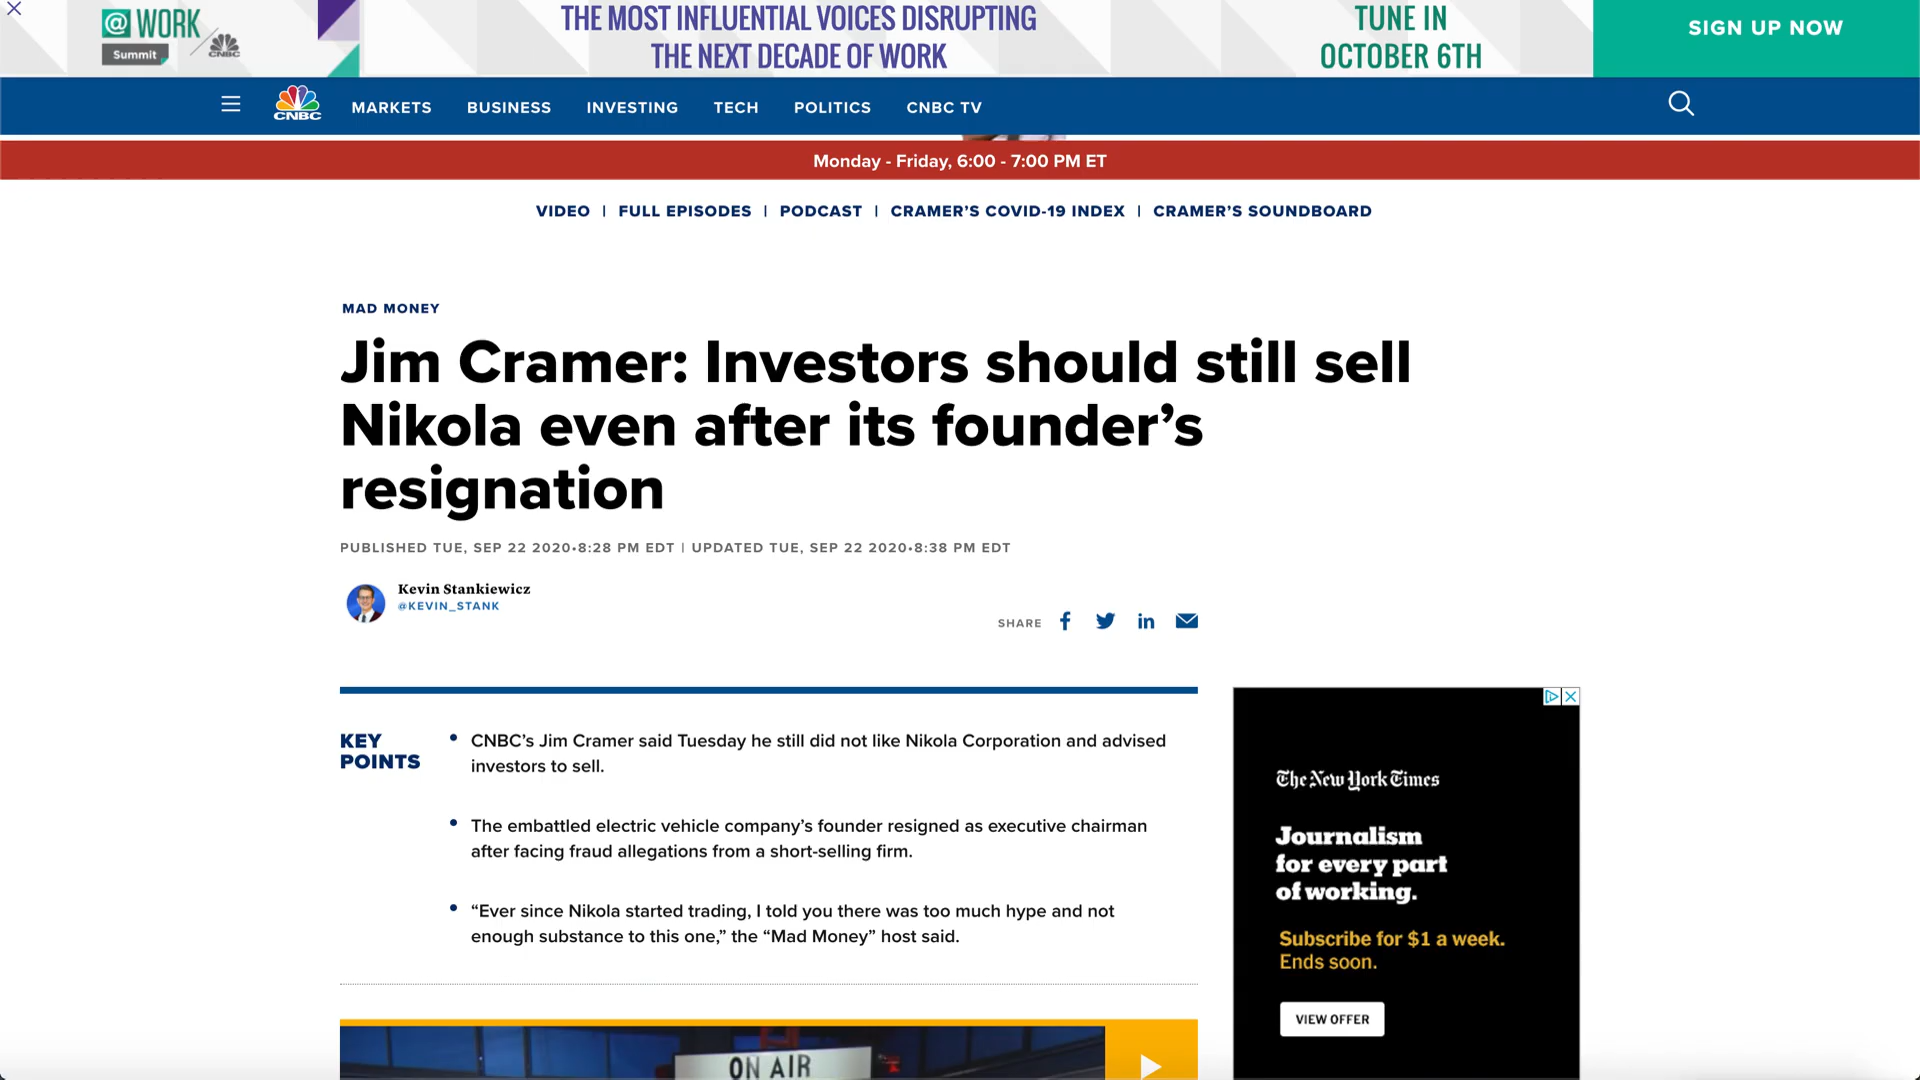 @WORK
Summit
CNBC
THE MOST INFLUENTIAL VOICES DISRUPTING
THE NEXT DECADE OF WORK
TUNE IN
OCTOBER 6TH
SIGN UP NOW
CNBC
MARKETS
BUSINESS
INVESTING
TECH
POLITICS
CNBC TV
Monday - Friday, 6:00 - 7:00 PM ET
VIDEO | FULL EPISODES | PODCAST | CRAMER’S COVID-19 INDEX | CRAMER’S SOUNDBOARD
MAD MONEY
Jim Cramer: Investors should still sell
Nikola even after its founder’s
resignation
PUBLISHED TUE, SEP 22 2020•8:28 PM EDT | UPDATED TUE, SEP 22 2020•8:38 PM EDT
Kevin Stankiewicz
@KEVIN_STANK
SHARE
KEY
POINTS
• CNBC’s Jim Cramer said Tuesday he still did not like Nikola Corporation and advised
investors to sell.
• The embattled electric vehicle company’s founder resigned as executive chairman
after facing fraud allegations from a short-selling firm.
• “Ever since Nikola started trading, I told you there was too much hype and not
enough substance to this one,” the “Mad Money” host said.
ON AIR
The New York Times
Journalism
for every part
of working.
Subscribe for $1 a week.
Ends soon.
VIEW OFFER